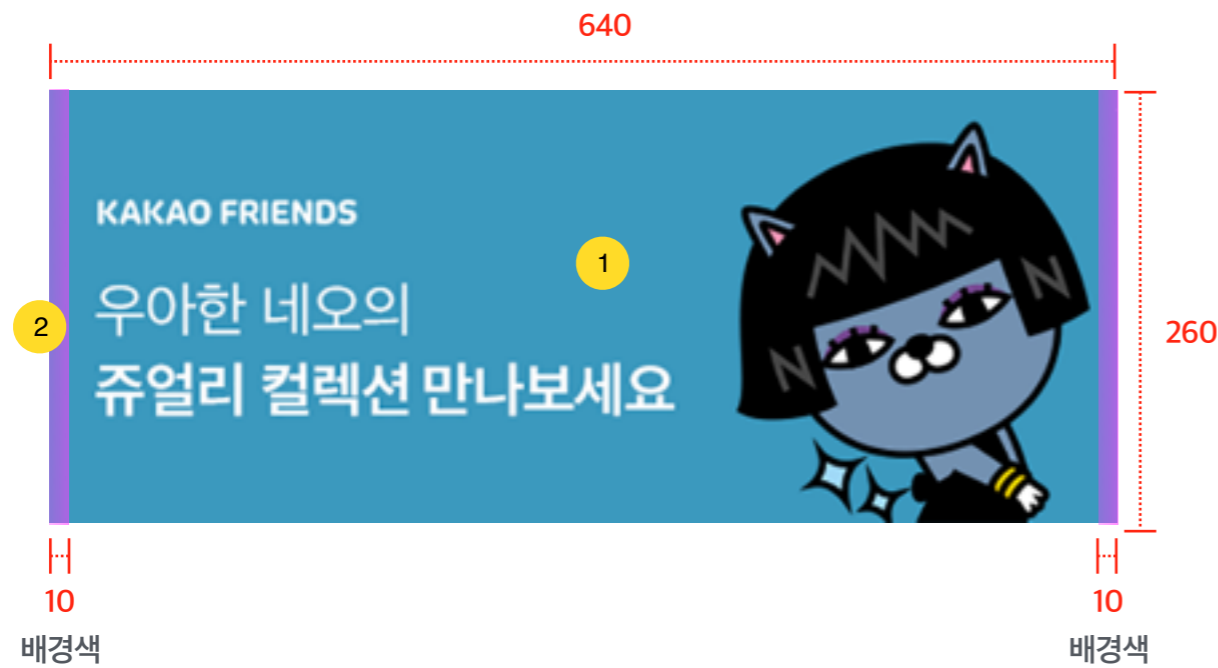 640
KAKAO FRIENDS
1
우아한 네오의
2
쥬얼리 컬렉션 만나보세요
N
N
260
10
10
배경색
배경색